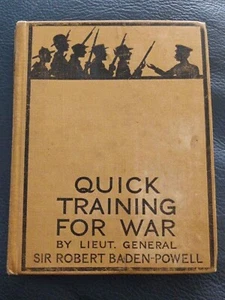 QUICK
TRAINING
FOR WAR
BY LIEUT. GENERAL
SIR ROBERT BADEN-POWELL